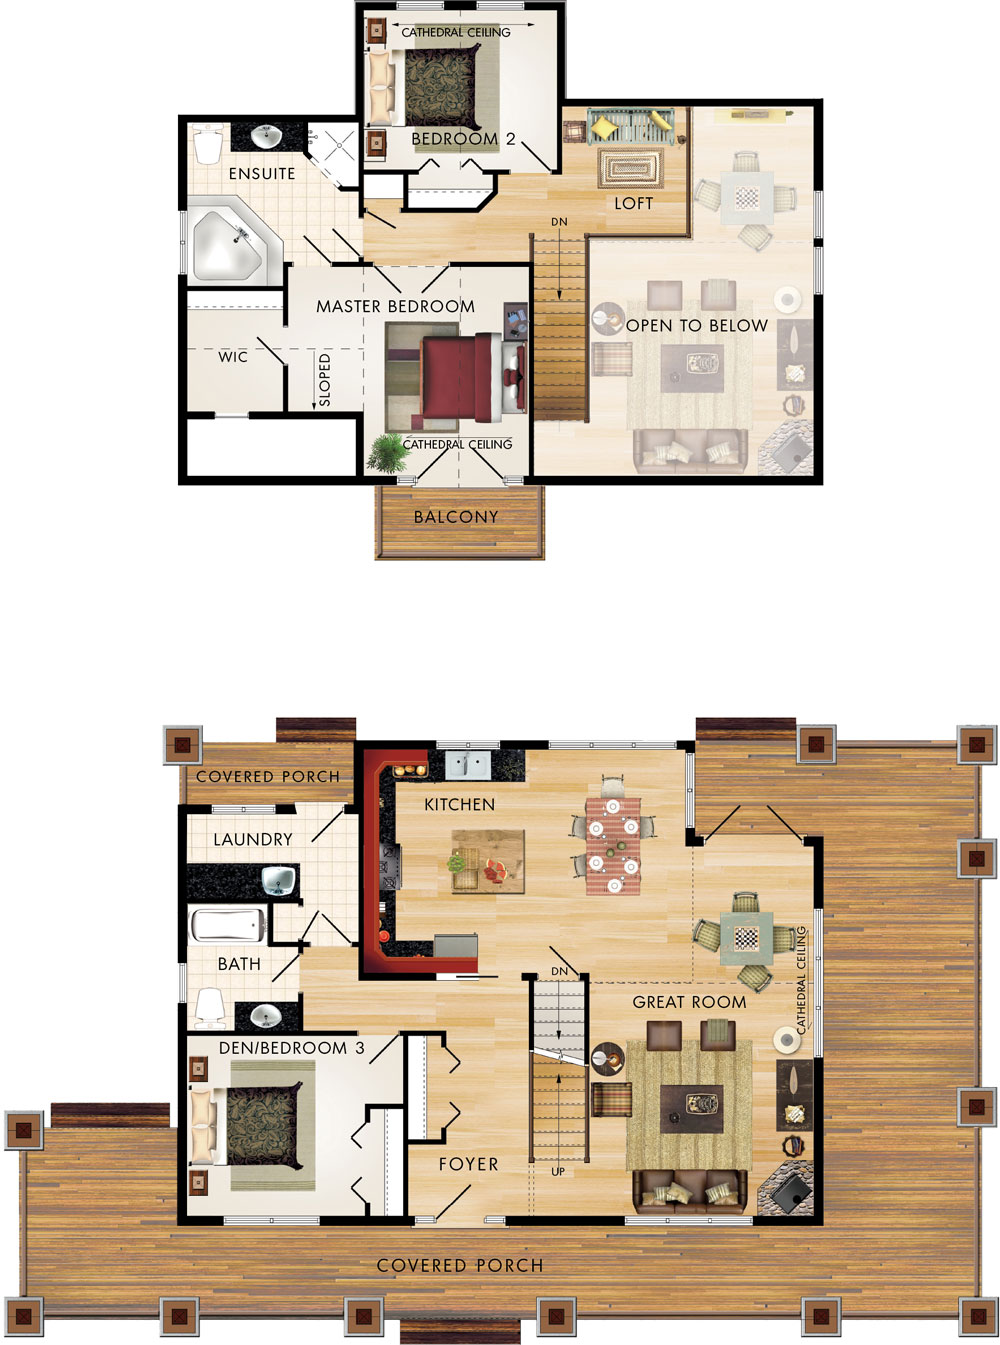 CATHEDRAL CEILING
BEDROOM 2
ENSUITE
LOFT
DN
MASTER BEDROOM
OPEN TO BELOW
WIC
SLOPED
CATHEDRAL CEILING
BALCONY
COVERED PORCH
KITCHEN
LAUNDRY
BATH
DN
CATHEDRAL CEILING
GREAT ROOM
DEN/BEDROOM 3
FOYER
UP
COVERED PORCH